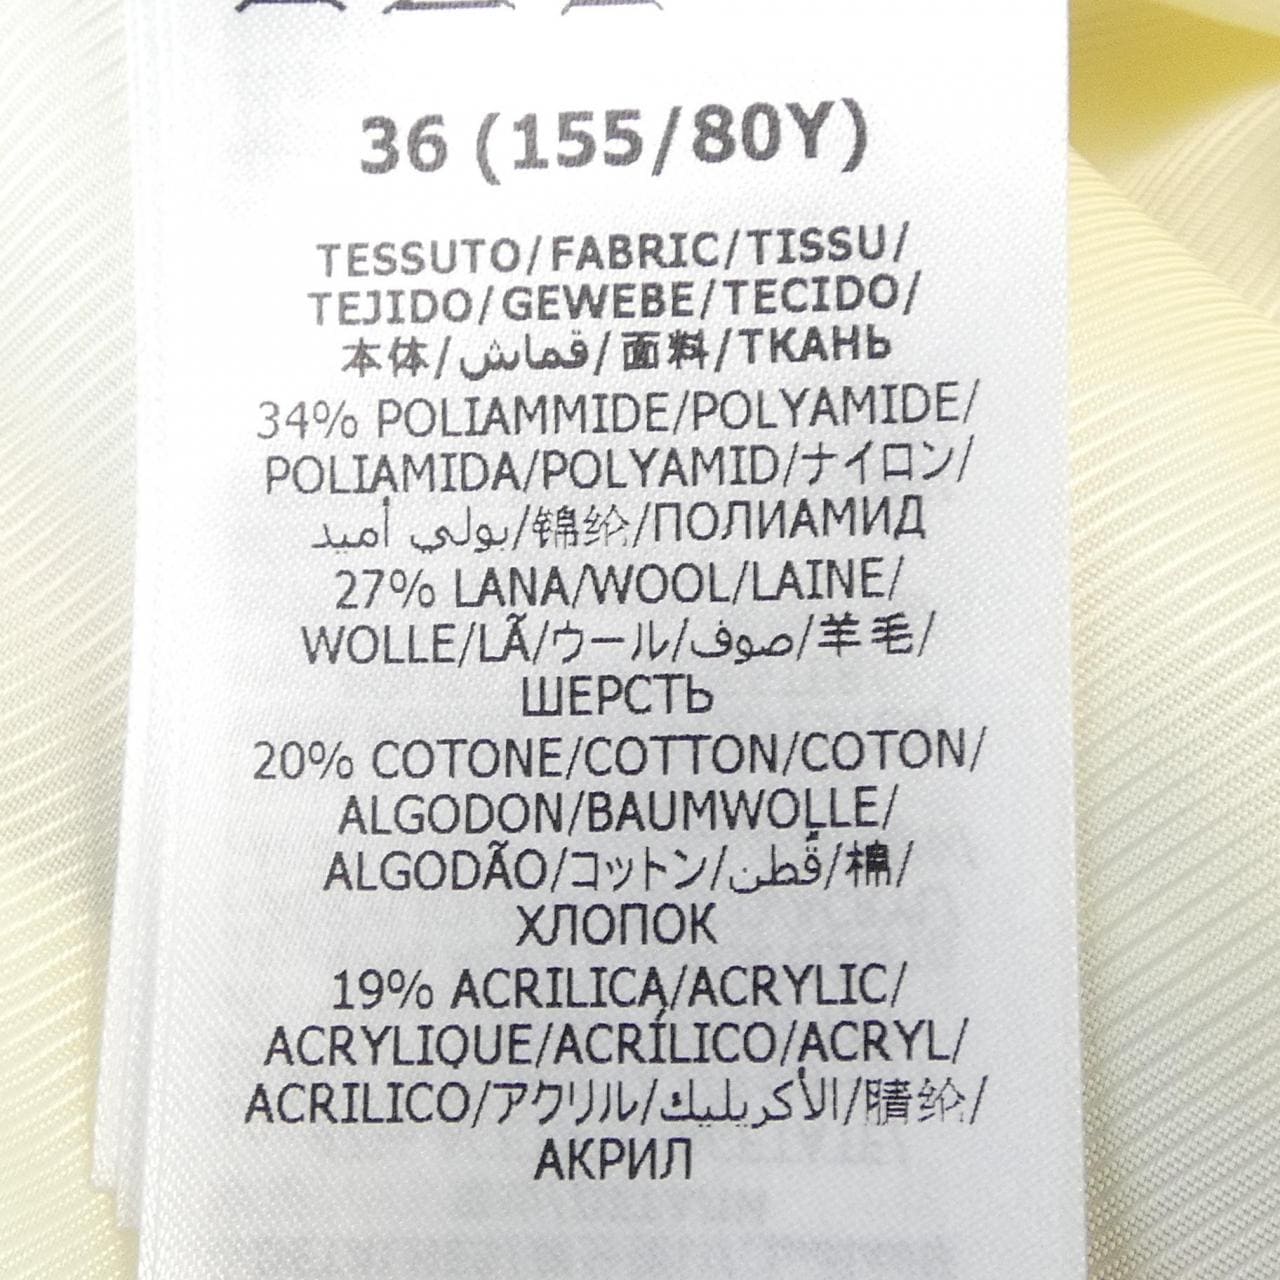 36 (155/80Y)
TESSUTO/FABRIC/TISSU/
TEJIDO/GEWEBE/TECIDO/
本体/قماش/面料/ТКАНЬ
34% POLIAMMIDE/POLYAMIDE/
POLIAMIDA/POLYAMID/ナイロン/
بولي أميد/锦纶/ПОЛИАМИД
27% LANA/WOOL/LAINE/
WOLLE/LÃ/ウール/صوف/羊毛/
ШЕРСТЬ
20% COTONE/COTTON/COTON/
ALGODON/BAUMWOLLE/
ALGODÃO/コットン/قُطن/棉/
ХЛОПОК
19% ACRILICA/ACRYLIC/
ACRYLIQUE/ACRÍLICO/ACRYL/
ACRILICO/アクリル/الأكريليك/腈纶/
АКРИЛ